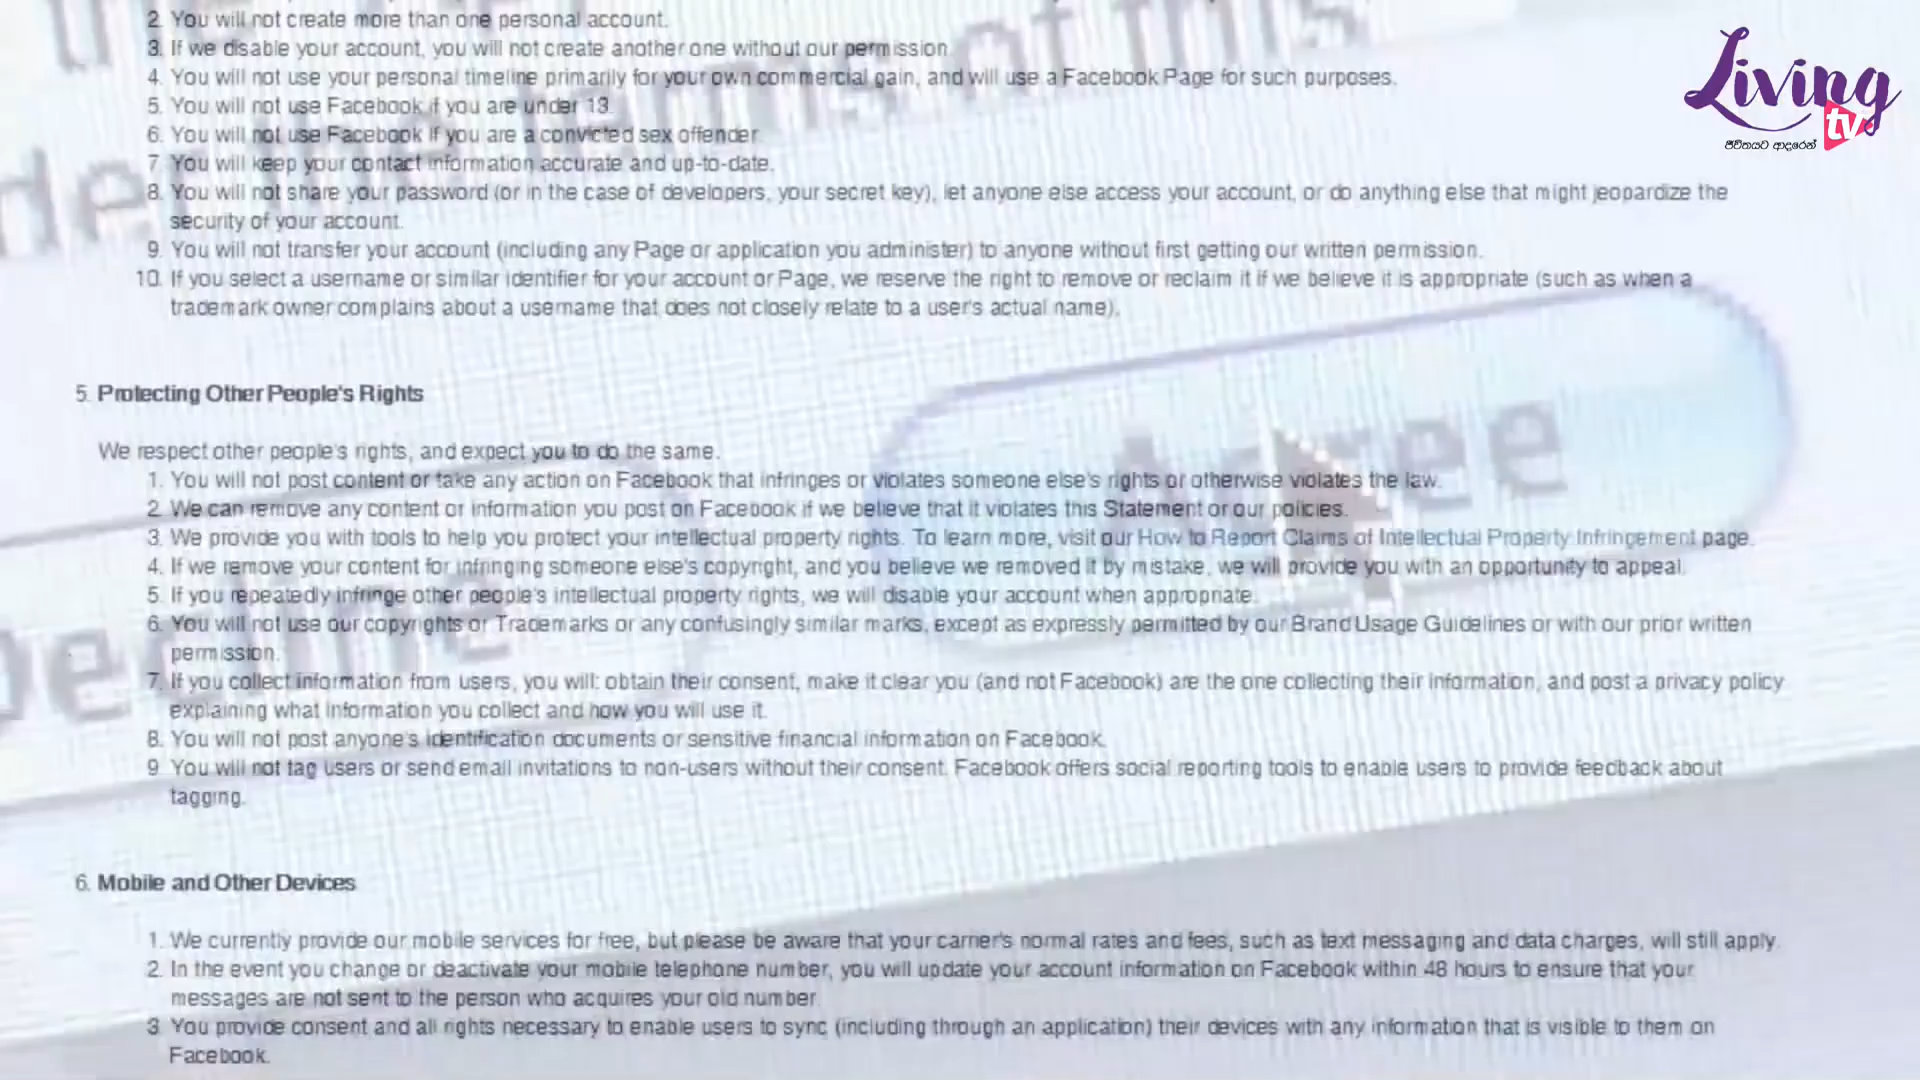 2. You will not create more than one personal account.
3. If we disable your account, you will not create another one without our permission
4. You will not use your personal timeline primarily for your own commercial gain, and will use a Facebook Page for such purposes.
5. You will not use Facebook if you are under 13.
6. You will not use Facebook if you are a convicted sex offender.
7. You will keep your contact information accurate and up-to-date.
8. You will not share your password (or in the case of developers, your secret key), let anyone else access your account, or do anything else that might jeopardize the
security of your account.
9. You will not transfer your account (including any Page or application you administer) to anyone without first getting our written permission.
10. If you select a username or similar identifier for your account or Page, we reserve the right to remove or reclaim it if we believe it is appropriate (such as when a
trademark owner complains about a username that does not closely relate to a user's actual name).
5. Protecting Other People's Rights
We respect other people's rights, and expect you to do the same.
1. You will not post content or take any action on Facebook that infringes or violates someone else's rights or otherwise violates the law.
2. We can remove any content or information you post on Facebook if we believe that it violates this Statement or our policies.
3. We provide you with tools to help you protect your intellectual property rights. To learn more, visit our How to Report Claims of Intellectual Property Infringement page.
4. If we remove your content for infringing someone else's copyright, and you believe we removed it by mistake, we will provide you with an opportunity to appeal.
5. If you repeatedly infringe other people's intellectual property rights, we will disable your account when appropriate.
6. You will not use our copyrights or Trademarks or any confusingly similar marks, except as expressly permitted by our Brand Usage Guidelines or with our prior written
permission.
7. If you collect information from users, you will: obtain their consent, make it clear you (and not Facebook) are the one collecting their information, and post a privacy policy
explaining what information you collect and how you will use it.
8. You will not post anyone's identification documents or sensitive financial information on Facebook.
9. You will not tag users or send email invitations to non-users without their consent. Facebook offers social reporting tools to enable users to provide feedback about
tagging.
6. Mobile and Other Devices
1. We currently provide our mobile services for free, but please be aware that your carrier's normal rates and fees, such as text messaging and data charges, will still apply.
2. In the event you change or deactivate your mobile telephone number, you will update your account information on Facebook within 48 hours to ensure that your
messages are not sent to the person who acquires your old number.
3. You provide consent and all rights necessary to enable users to sync (including through an application) their devices with any information that is visible to them on
Facebook.
terms of this
Agree
Decline
Living
tv
ජීවිතයට ආදරෙන්